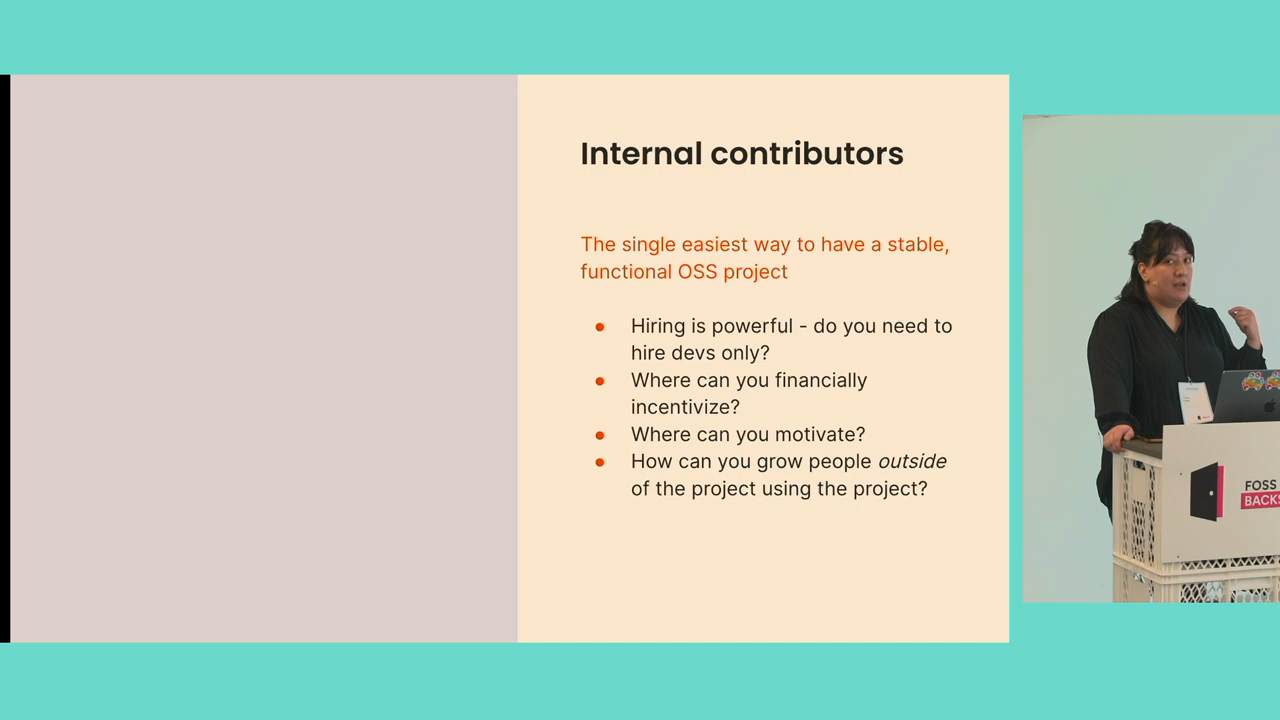 Internal contributors
The single easiest way to have a stable,
functional OSS project
● Hiring is powerful - do you need to
hire devs only?
● Where can you financially
incentivize?
● Where can you motivate?
● How can you grow people outside
of the project using the project?
FOSS